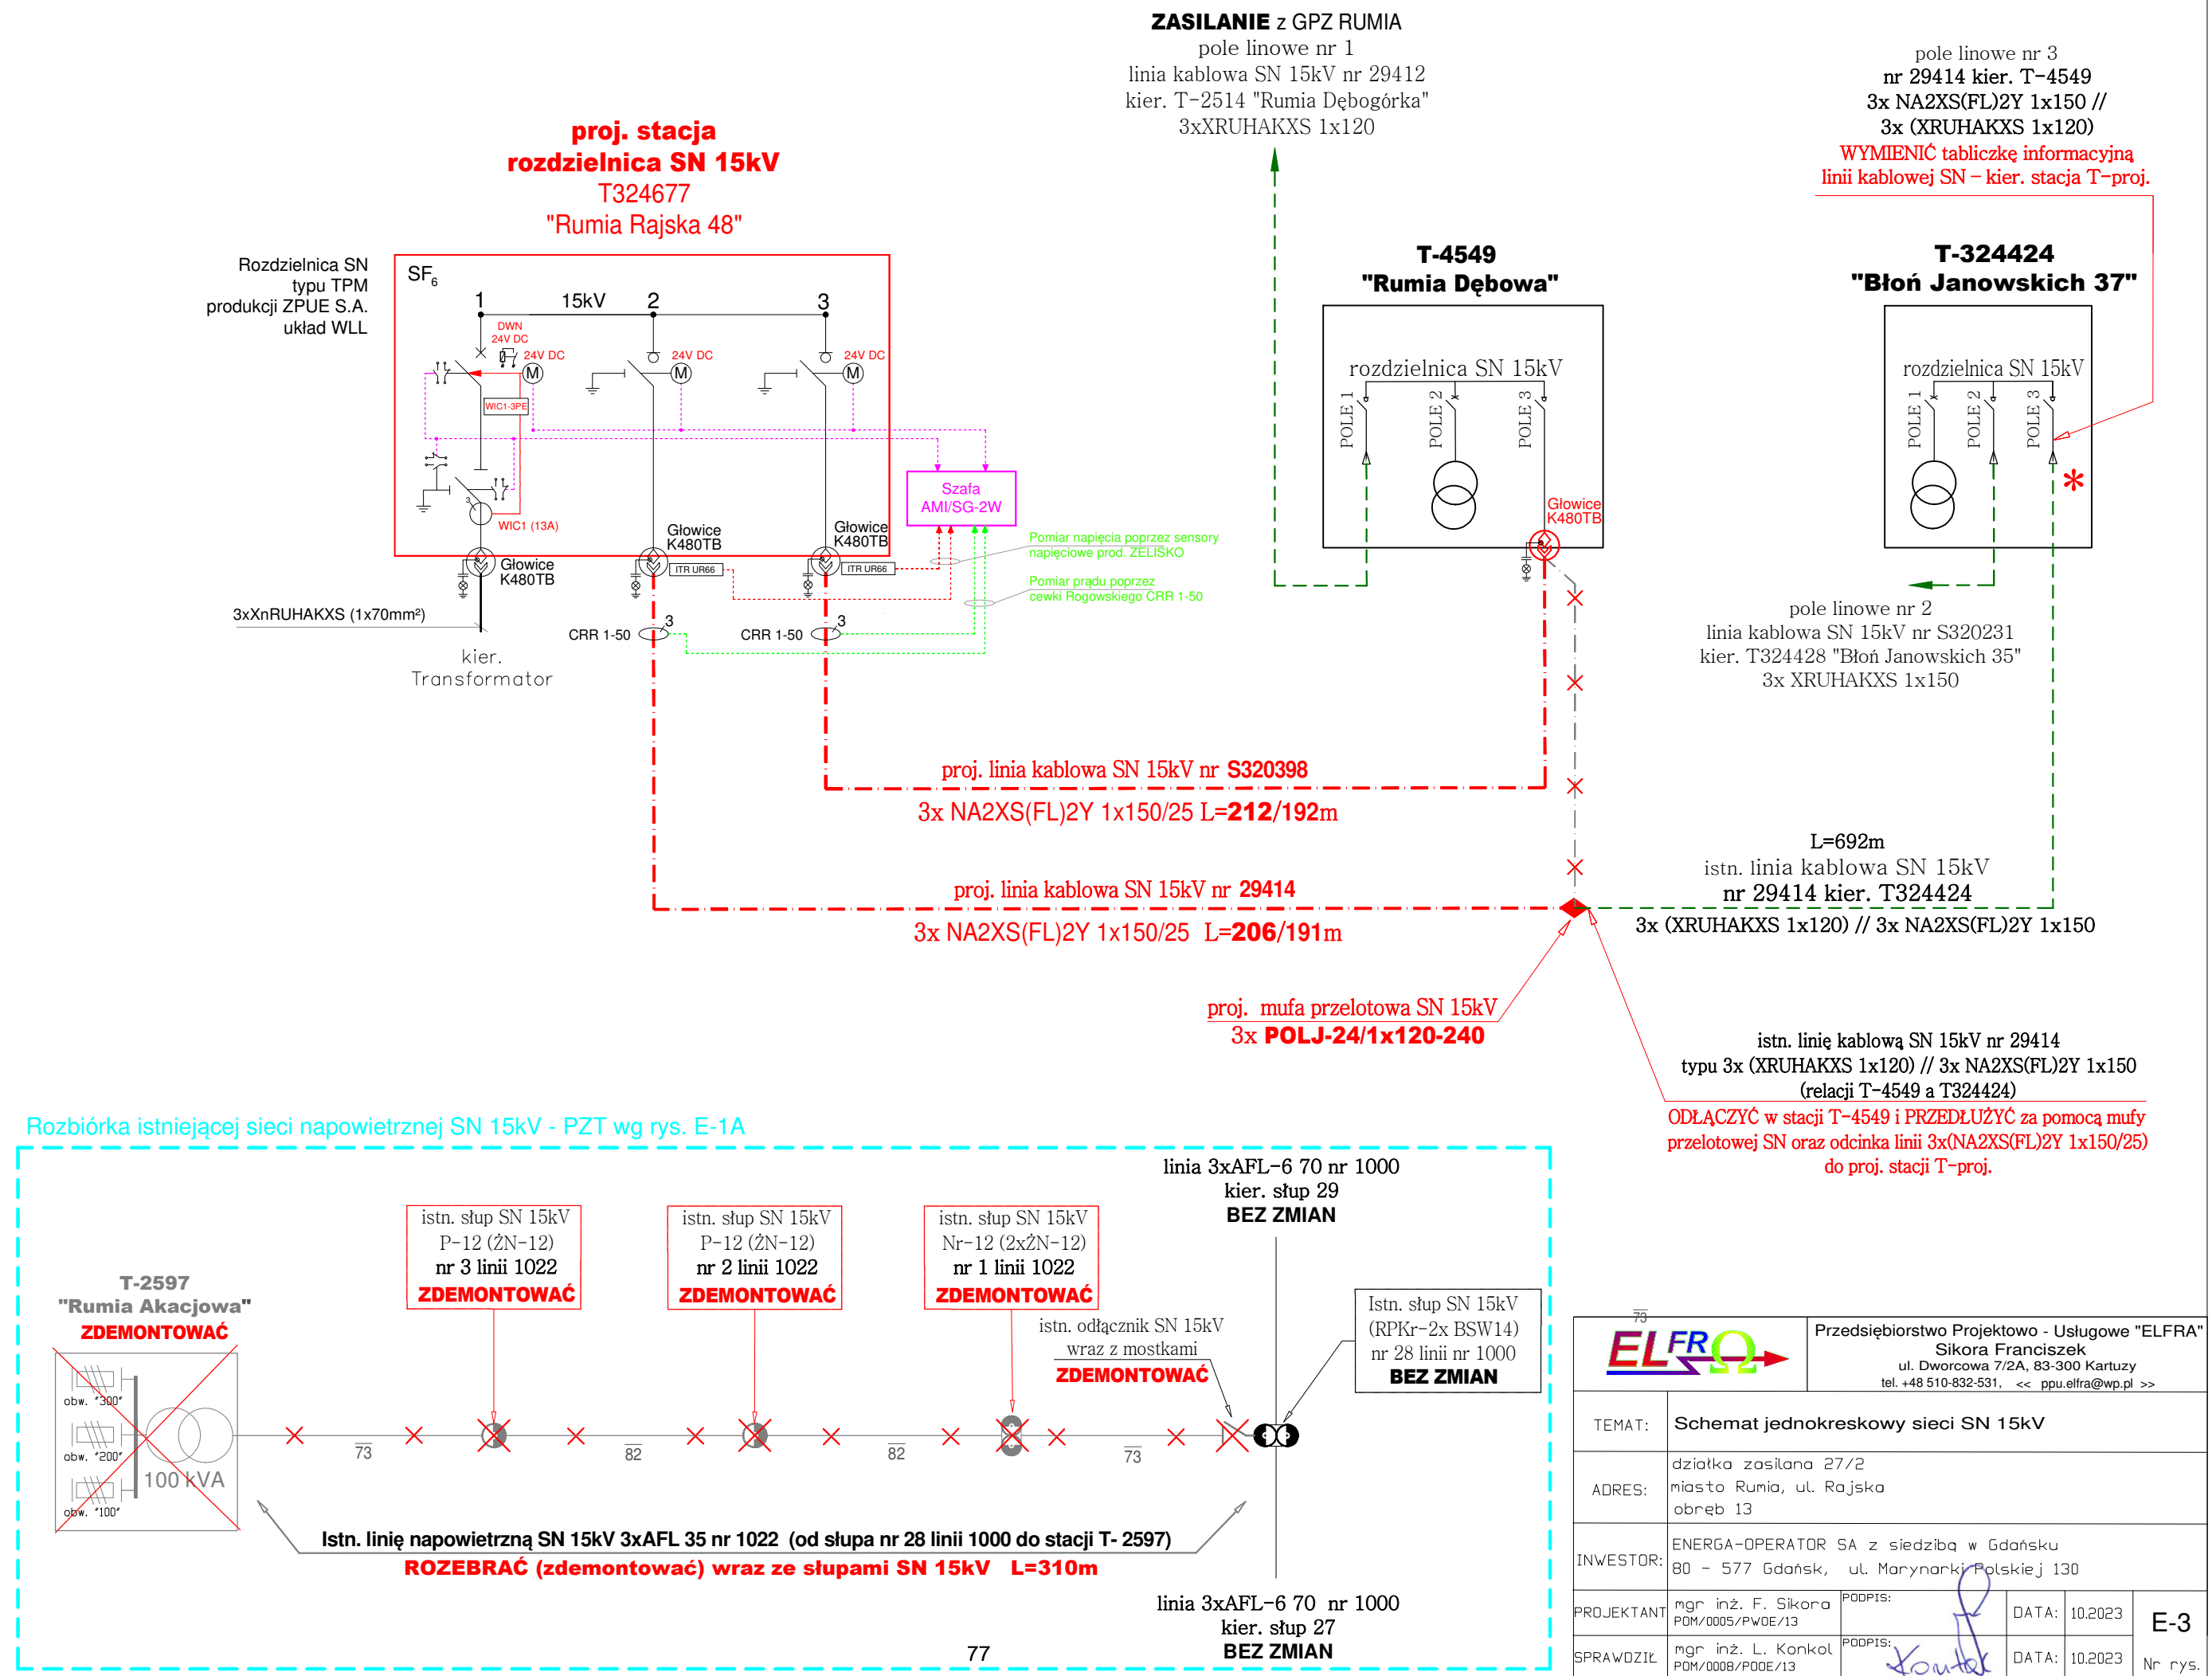 ZASILANIE z GPZ RUMIA
pole linowe nr 1
linia kablowa SN 15kV nr 29412
kier. T-2514 "Rumia Dębogórka"
3xXRUHAKXS 1x120
pole linowe nr 3
nr 29414 kier. T-4549
3x NA2XS(FL)2Y 1x150 //
3x (XRUHAKXS 1x120)
WYMIENIĆ tabliczkę informacyjną
linii kablowej SN - kier. stacja T-proj.
proj. stacja
rozdzielnica SN 15kV
T324677
"Rumia Rajska 48"
Rozdzielnica SN
typu TPM
produkcji ZPUE S.A.
układ WLL
SF6
1
15kV
2
3
DWN
24V DC
24V DC
M
24V DC
M
24V DC
M
WIC1-3PE
3
WIC1 (13A)
Głowice
K480TB
Głowice
K480TB
Głowice
K480TB
ITR UR66
ITR UR66
Szafa
AMI/SG-2W
Pomiar napięcia poprzez sensory
napięciowe prod. ZELISKO
Pomiar prądu poprzez
cewki Rogowskiego CRR 1-50
3xXnRUHAKXS (1x70mm²)
kier.
Transformator
CRR 1-50
3
CRR 1-50
3
T-4549
"Rumia Dębowa"
rozdzielnica SN 15kV
POLE 1
POLE 2
POLE 3
Głowice
K480TB
T-324424
"Błoń Janowskich 37"
rozdzielnica SN 15kV
POLE 1
POLE 2
POLE 3
*
pole linowe nr 2
linia kablowa SN 15kV nr S320231
kier. T324428 "Błoń Janowskich 35"
3x XRUHAKXS 1x150
proj. linia kablowa SN 15kV nr S320398
3x NA2XS(FL)2Y 1x150/25 L=212/192m
proj. linia kablowa SN 15kV nr 29414
3x NA2XS(FL)2Y 1x150/25 L=206/191m
L=692m
istn. linia kablowa SN 15kV
nr 29414 kier. T324424
3x (XRUHAKXS 1x120) // 3x NA2XS(FL)2Y 1x150
proj. mufa przelotowa SN 15kV
3x POLJ-24/1x120-240
istn. linię kablową SN 15kV nr 29414
typu 3x (XRUHAKXS 1x120) // 3x NA2XS(FL)2Y 1x150
(relacji T-4549 a T324424)
ODŁĄCZYĆ w stacji T-4549 i PRZEDŁUŻYĆ za pomocą mufy
przelotowej SN oraz odcinka linii 3x(NA2XS(FL)2Y 1x150/25)
do proj. stacji T-proj.
Rozbiórka istniejącej sieci napowietrznej SN 15kV - PZT wg rys. E-1A
T-2597
"Rumia Akacjowa"
ZDEMONTOWAĆ
obw. "300"
obw. "200"
obw. "100"
100 kVA
istn. słup SN 15kV
P-12 (ŻN-12)
nr 3 linii 1022
ZDEMONTOWAĆ
istn. słup SN 15kV
P-12 (ŻN-12)
nr 2 linii 1022
ZDEMONTOWAĆ
istn. słup SN 15kV
Nr-12 (2xŻN-12)
nr 1 linii 1022
ZDEMONTOWAĆ
istn. odłącznik SN 15kV
wraz z mostkami
ZDEMONTOWAĆ
linia 3xAFL-6 70 nr 1000
kier. słup 29
BEZ ZMIAN
Istn. słup SN 15kV
(RPKr-2x BSW14)
nr 28 linii nr 1000
BEZ ZMIAN
73
82
82
73
Istn. linię napowietrzną SN 15kV 3xAFL 35 nr 1022 (od słupa nr 28 linii 1000 do stacji T- 2597)
ROZEBRAĆ (zdemontować) wraz ze słupami SN 15kV L=310m
linia 3xAFL-6 70 nr 1000
kier. słup 27
BEZ ZMIAN
77
73
ELFRΩ
Przedsiębiorstwo Projektowo - Usługowe "ELFRA"
Sikora Franciszek
ul. Dworcowa 7/2A, 83-300 Kartuzy
tel. +48 510-832-531, << ppu.elfra@wp.pl >>
TEMAT: Schemat jednokreskowy sieci SN 15kV
ADRES:
działka zasilana 27/2
miasto Rumia, ul. Rajska
obręb 13
INWESTOR:
ENERGA-OPERATOR SA z siedzibą w Gdańsku
80 - 577 Gdańsk, ul. Marynarki Polskiej 130
PROJEKTANT mgr inż. F. Sikora
POM/0005/PWOE/13
PODPIS:
DATA: 10.2023
E-3
SPRAWDZIŁ mgr inż. L. Konkol
POM/0008/POOE/13
PODPIS:
Konkol
DATA: 10.2023
Nr rys.